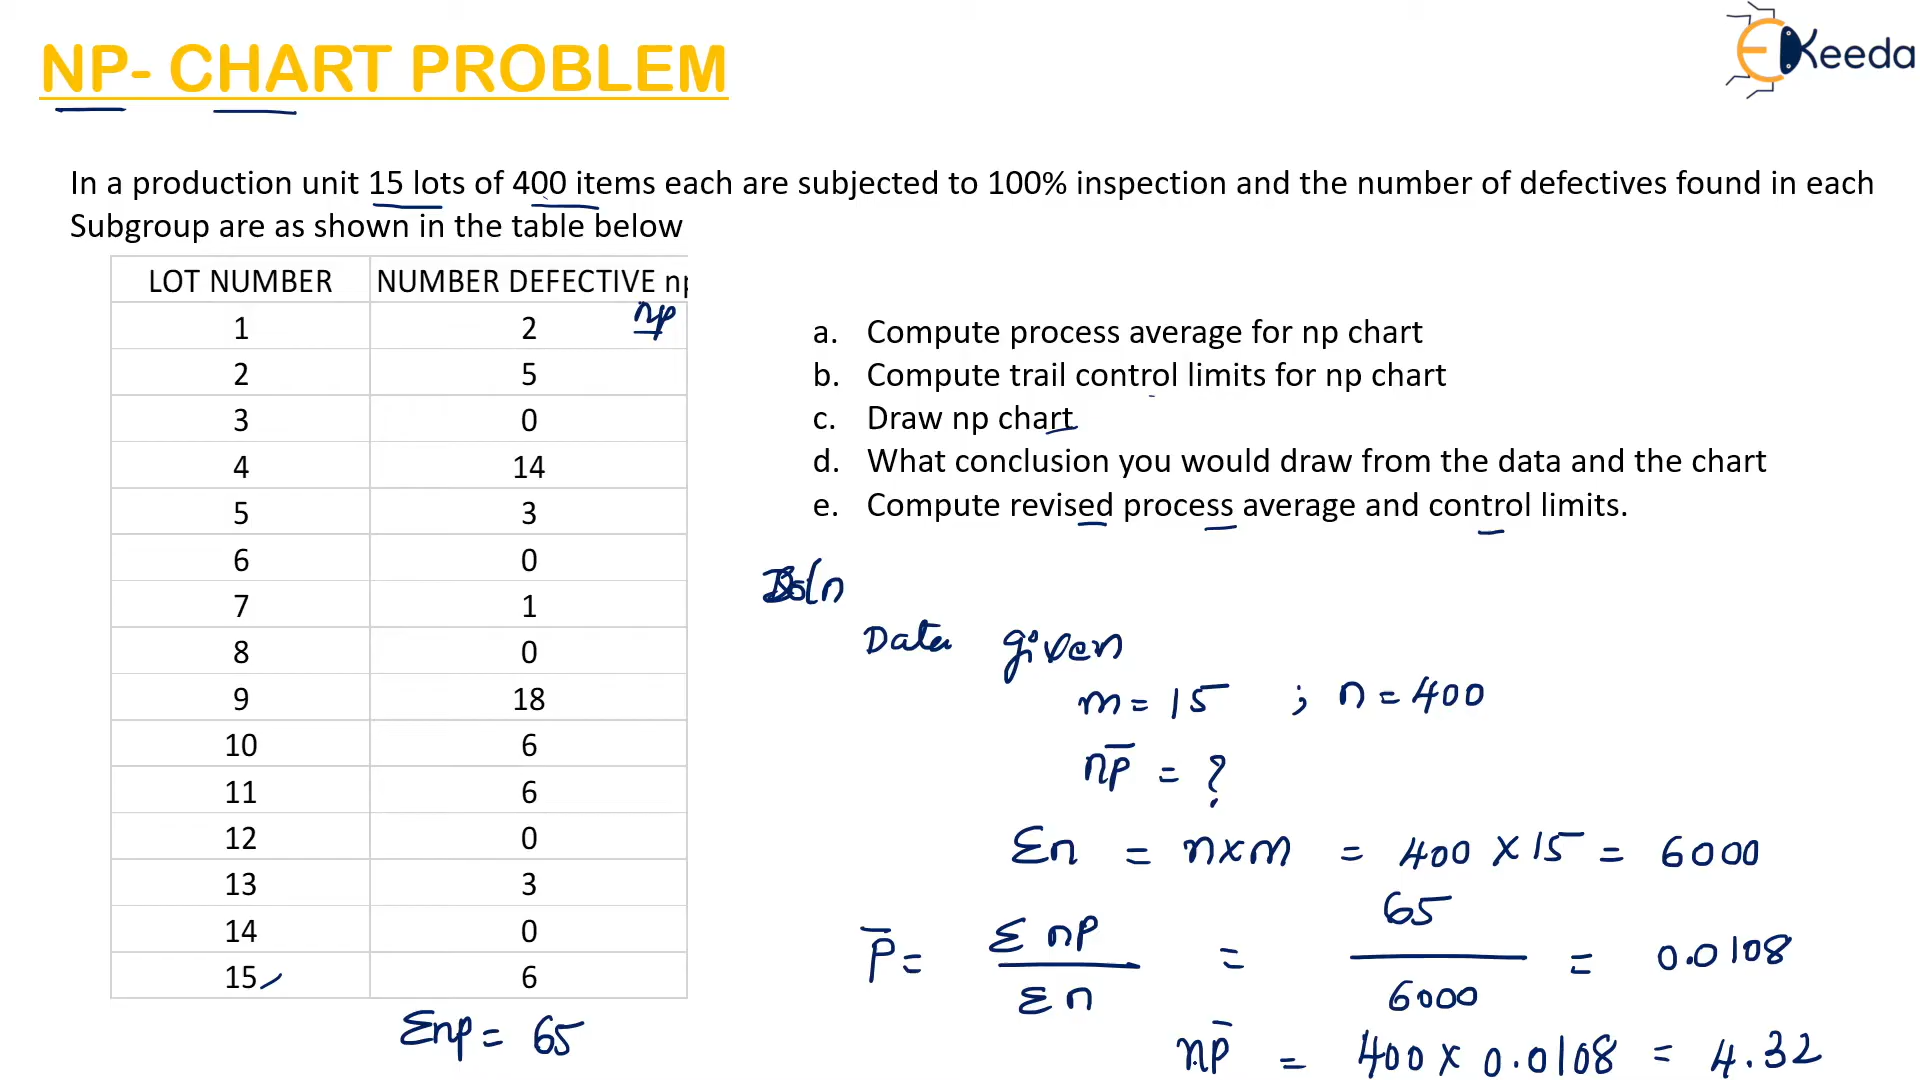 NP- CHART PROBLEM
Keeda
In a production unit 15 lots of 400 items each are subjected to 100% inspection and the number of defectives found in each
Subgroup are as shown in the table below
LOT NUMBER NUMBER DEFECTIVE np
np
1 2
2 5
3 0
4 14
5 3
6 0
7 1
8 0
9 18
10 6
11 6
12 0
13 3
14 0
15 6
Σnp = 65
a. Compute process average for np chart
b. Compute trail control limits for np chart
c. Draw np chart
d. What conclusion you would draw from the data and the chart
e. Compute revised process average and control limits.
Soln
Data given
m = 15 ; n = 400
np̅ = ?
Σn = n×m = 400 × 15 = 6000
P̅ = Σnp / Σn = 65 / 6000 = 0.0108
np̅ = 400 × 0.0108 = 4.32